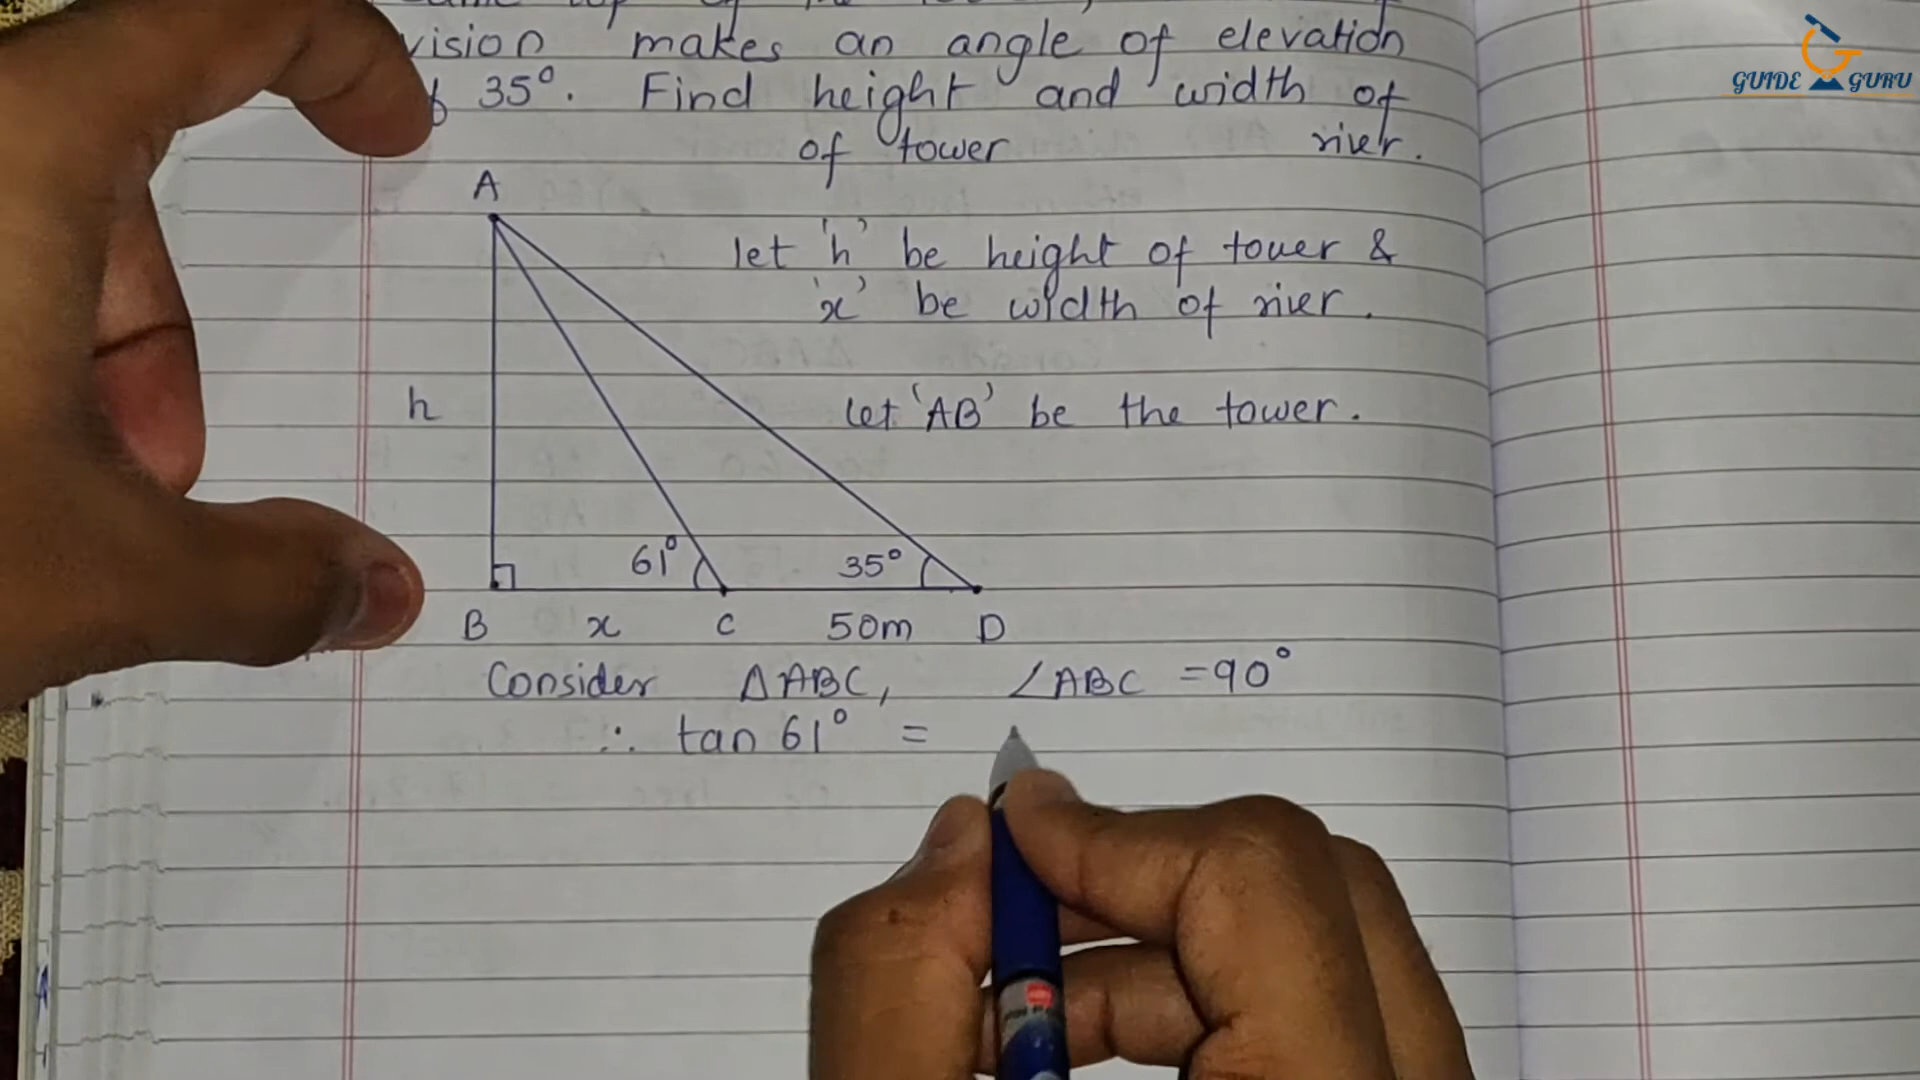 vision makes an angle of elevation
35°. Find height and width of
of tower river.
GUIDE GURU
A
let 'h' be height of tower &
'x' be width of river.
h
let 'AB' be the tower.
61° 35°
B x C 50m D
Consider ΔABC, ∠ABC = 90°
∴ tan 61° =